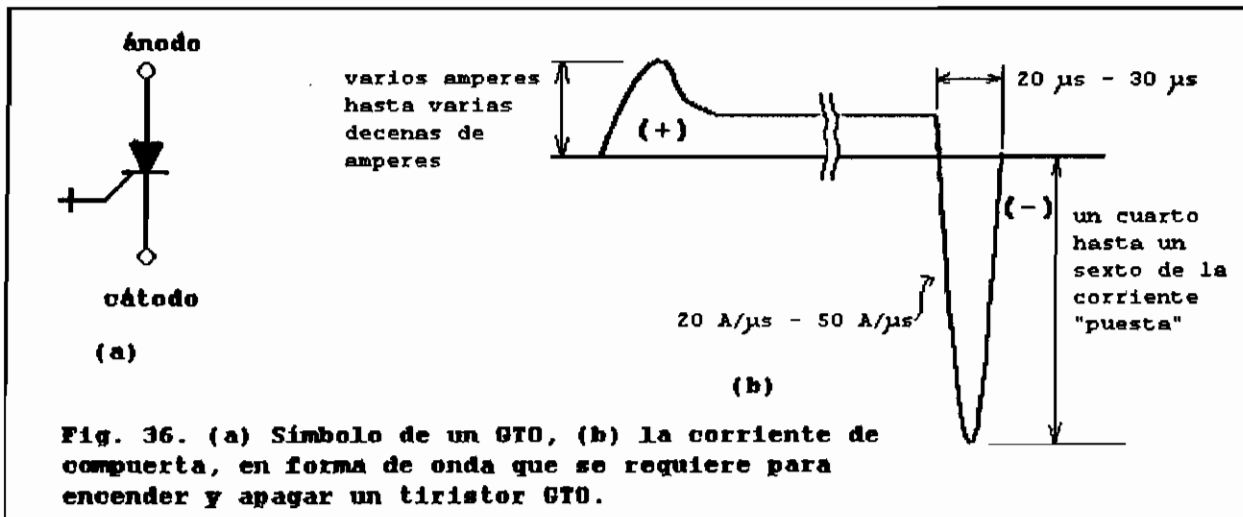 ánodo
cátodo
(a)
varios amperes
hasta varias
decenas de
amperes
(+)
20 µs - 30 µs
(-)
un cuarto
hasta un
sexto de la
corriente
"puesta"
20 A/µs - 50 A/µs
(b)
Fig. 36. (a) Símbolo de un GTO, (b) la corriente de
compuerta, en forma de onda que se requiere para
encender y apagar un tiristor GTO.